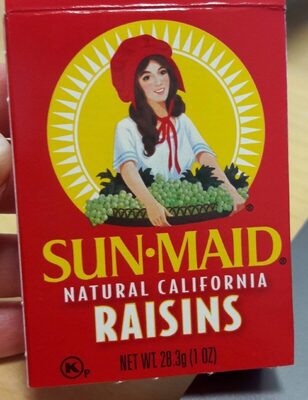 ®
SUN•MAID®
NATURAL CALIFORNIA
RAISINS
NET WT. 28.3g (1 OZ)
K P